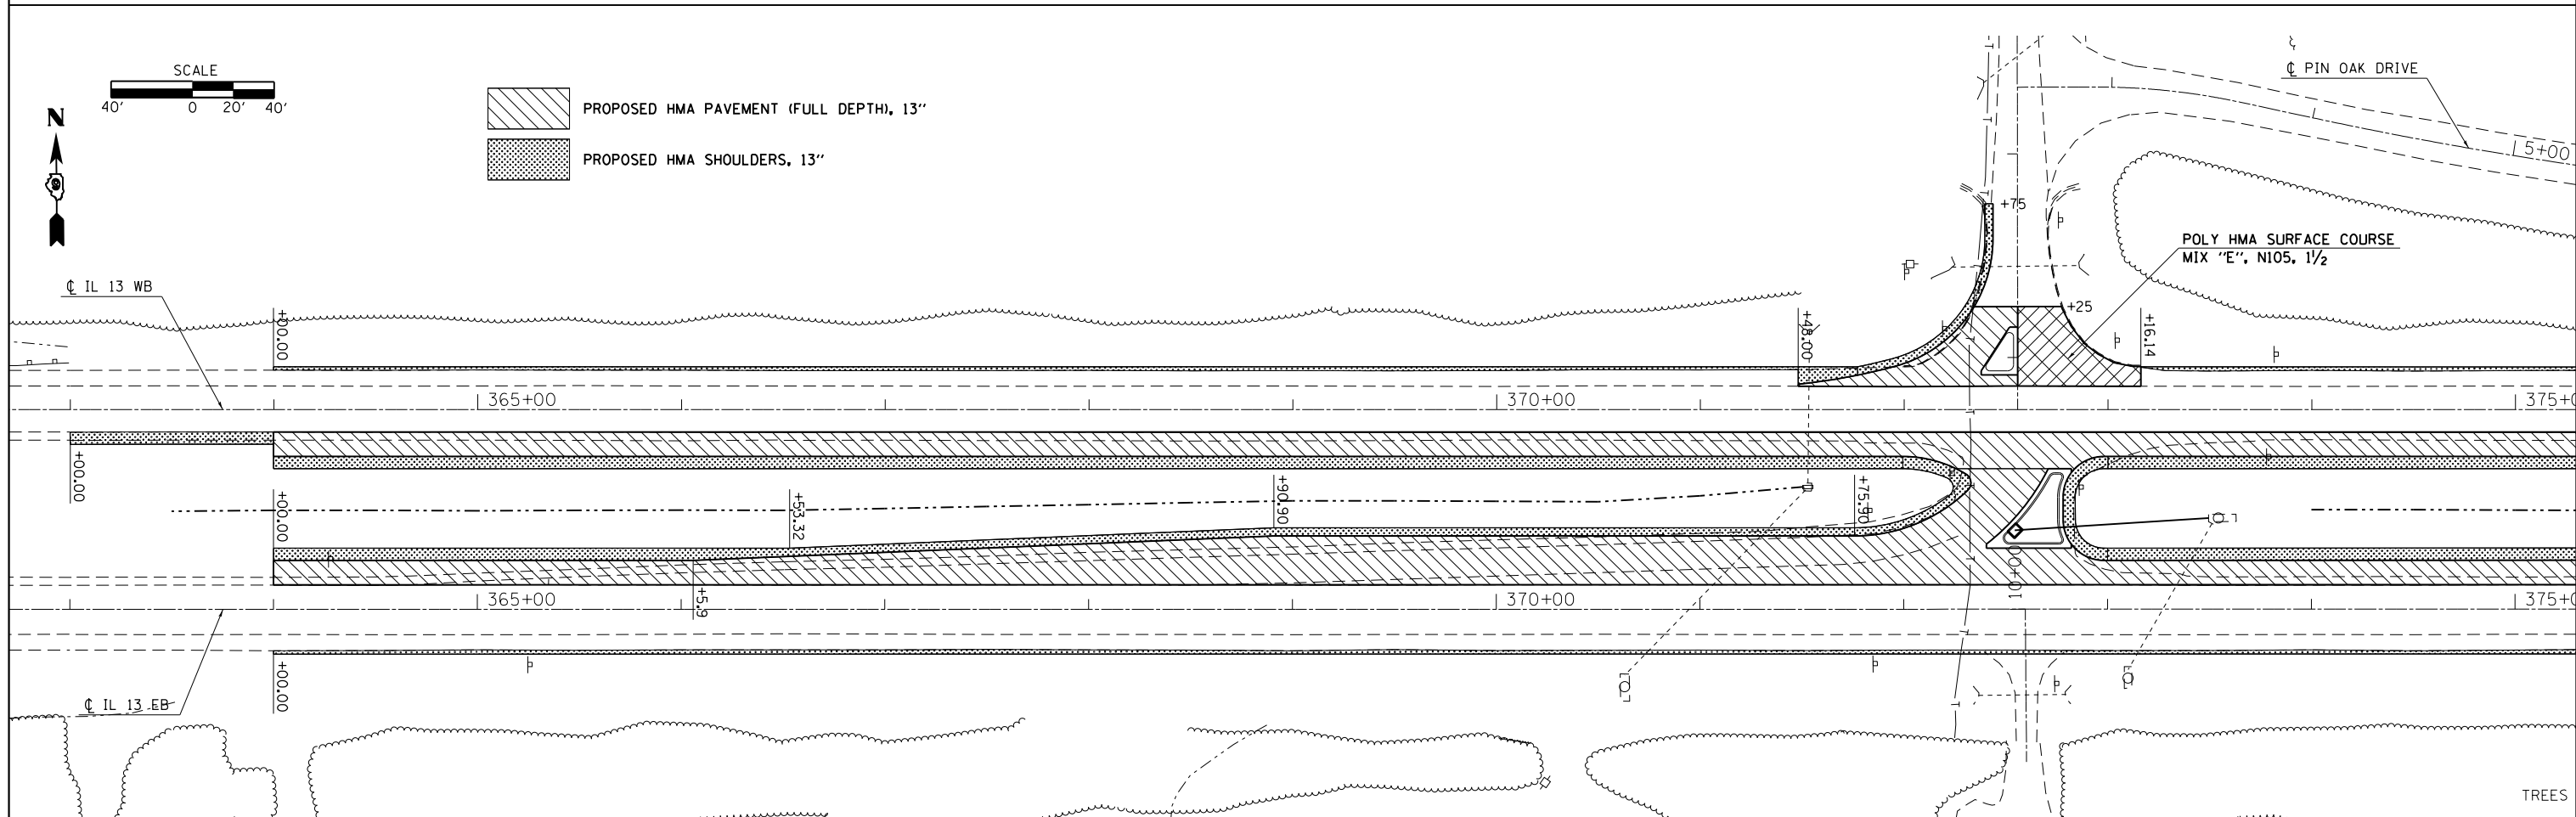 SCALE
40' 0 20' 40'
N
PROPOSED HMA PAVEMENT (FULL DEPTH), 13"
PROPOSED HMA SHOULDERS, 13"
℄ PIN OAK DRIVE
5+00
+75
POLY HMA SURFACE COURSE
MIX "E", N105, 1½
℄ IL 13 WB
+00.00
+48.00
+25
+16.14
365+00
370+00
375+0
+00.00
+00.00
+53.32
+90.90
+75.90
10+00
+5.9
365+00
370+00
375+0
+00.00
℄ IL 13 EB
TREES